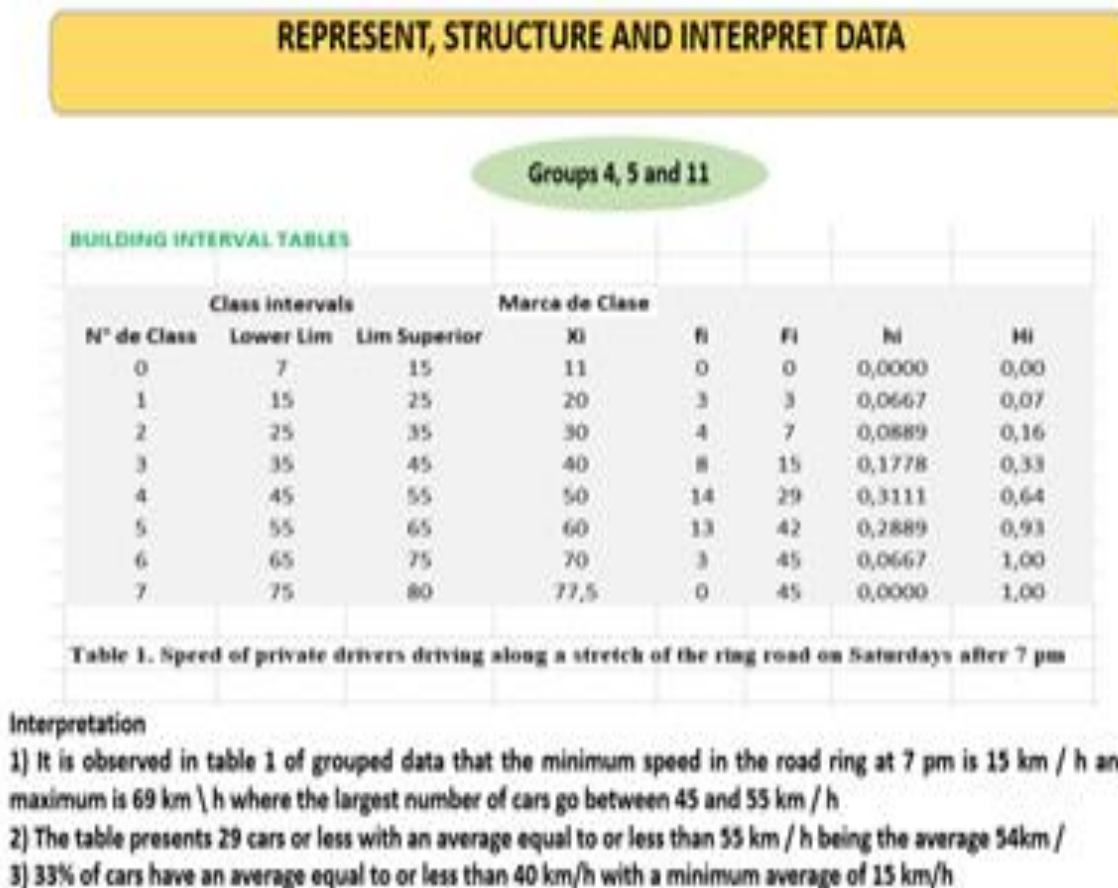 REPRESENT, STRUCTURE AND INTERPRET DATA
Groups 4, 5 and 11
BUILDING INTERVAL TABLES
Class intervals Marca de Clase
N° de Class Lower Lim Lim Superior Xi fi Fi hi Hi
0 7 15 11 0 0 0,0000 0,00
1 15 25 20 3 3 0,0667 0,07
2 25 35 30 4 7 0,0889 0,16
3 35 45 40 8 15 0,1778 0,33
4 45 55 50 14 29 0,3111 0,64
5 55 65 60 13 42 0,2889 0,93
6 65 75 70 3 45 0,0667 1,00
7 75 80 77,5 0 45 0,0000 1,00
Table 1. Speed of private drivers driving along a stretch of the ring road on Saturdays after 7 pm
Interpretation
1) It is observed in table 1 of grouped data that the minimum speed in the road ring at 7 pm is 15 km / h an
maximum is 69 km \ h where the largest number of cars go between 45 and 55 km / h
2) The table presents 29 cars or less with an average equal to or less than 55 km / h being the average 54km /
3) 33% of cars have an average equal to or less than 40 km/h with a minimum average of 15 km/h